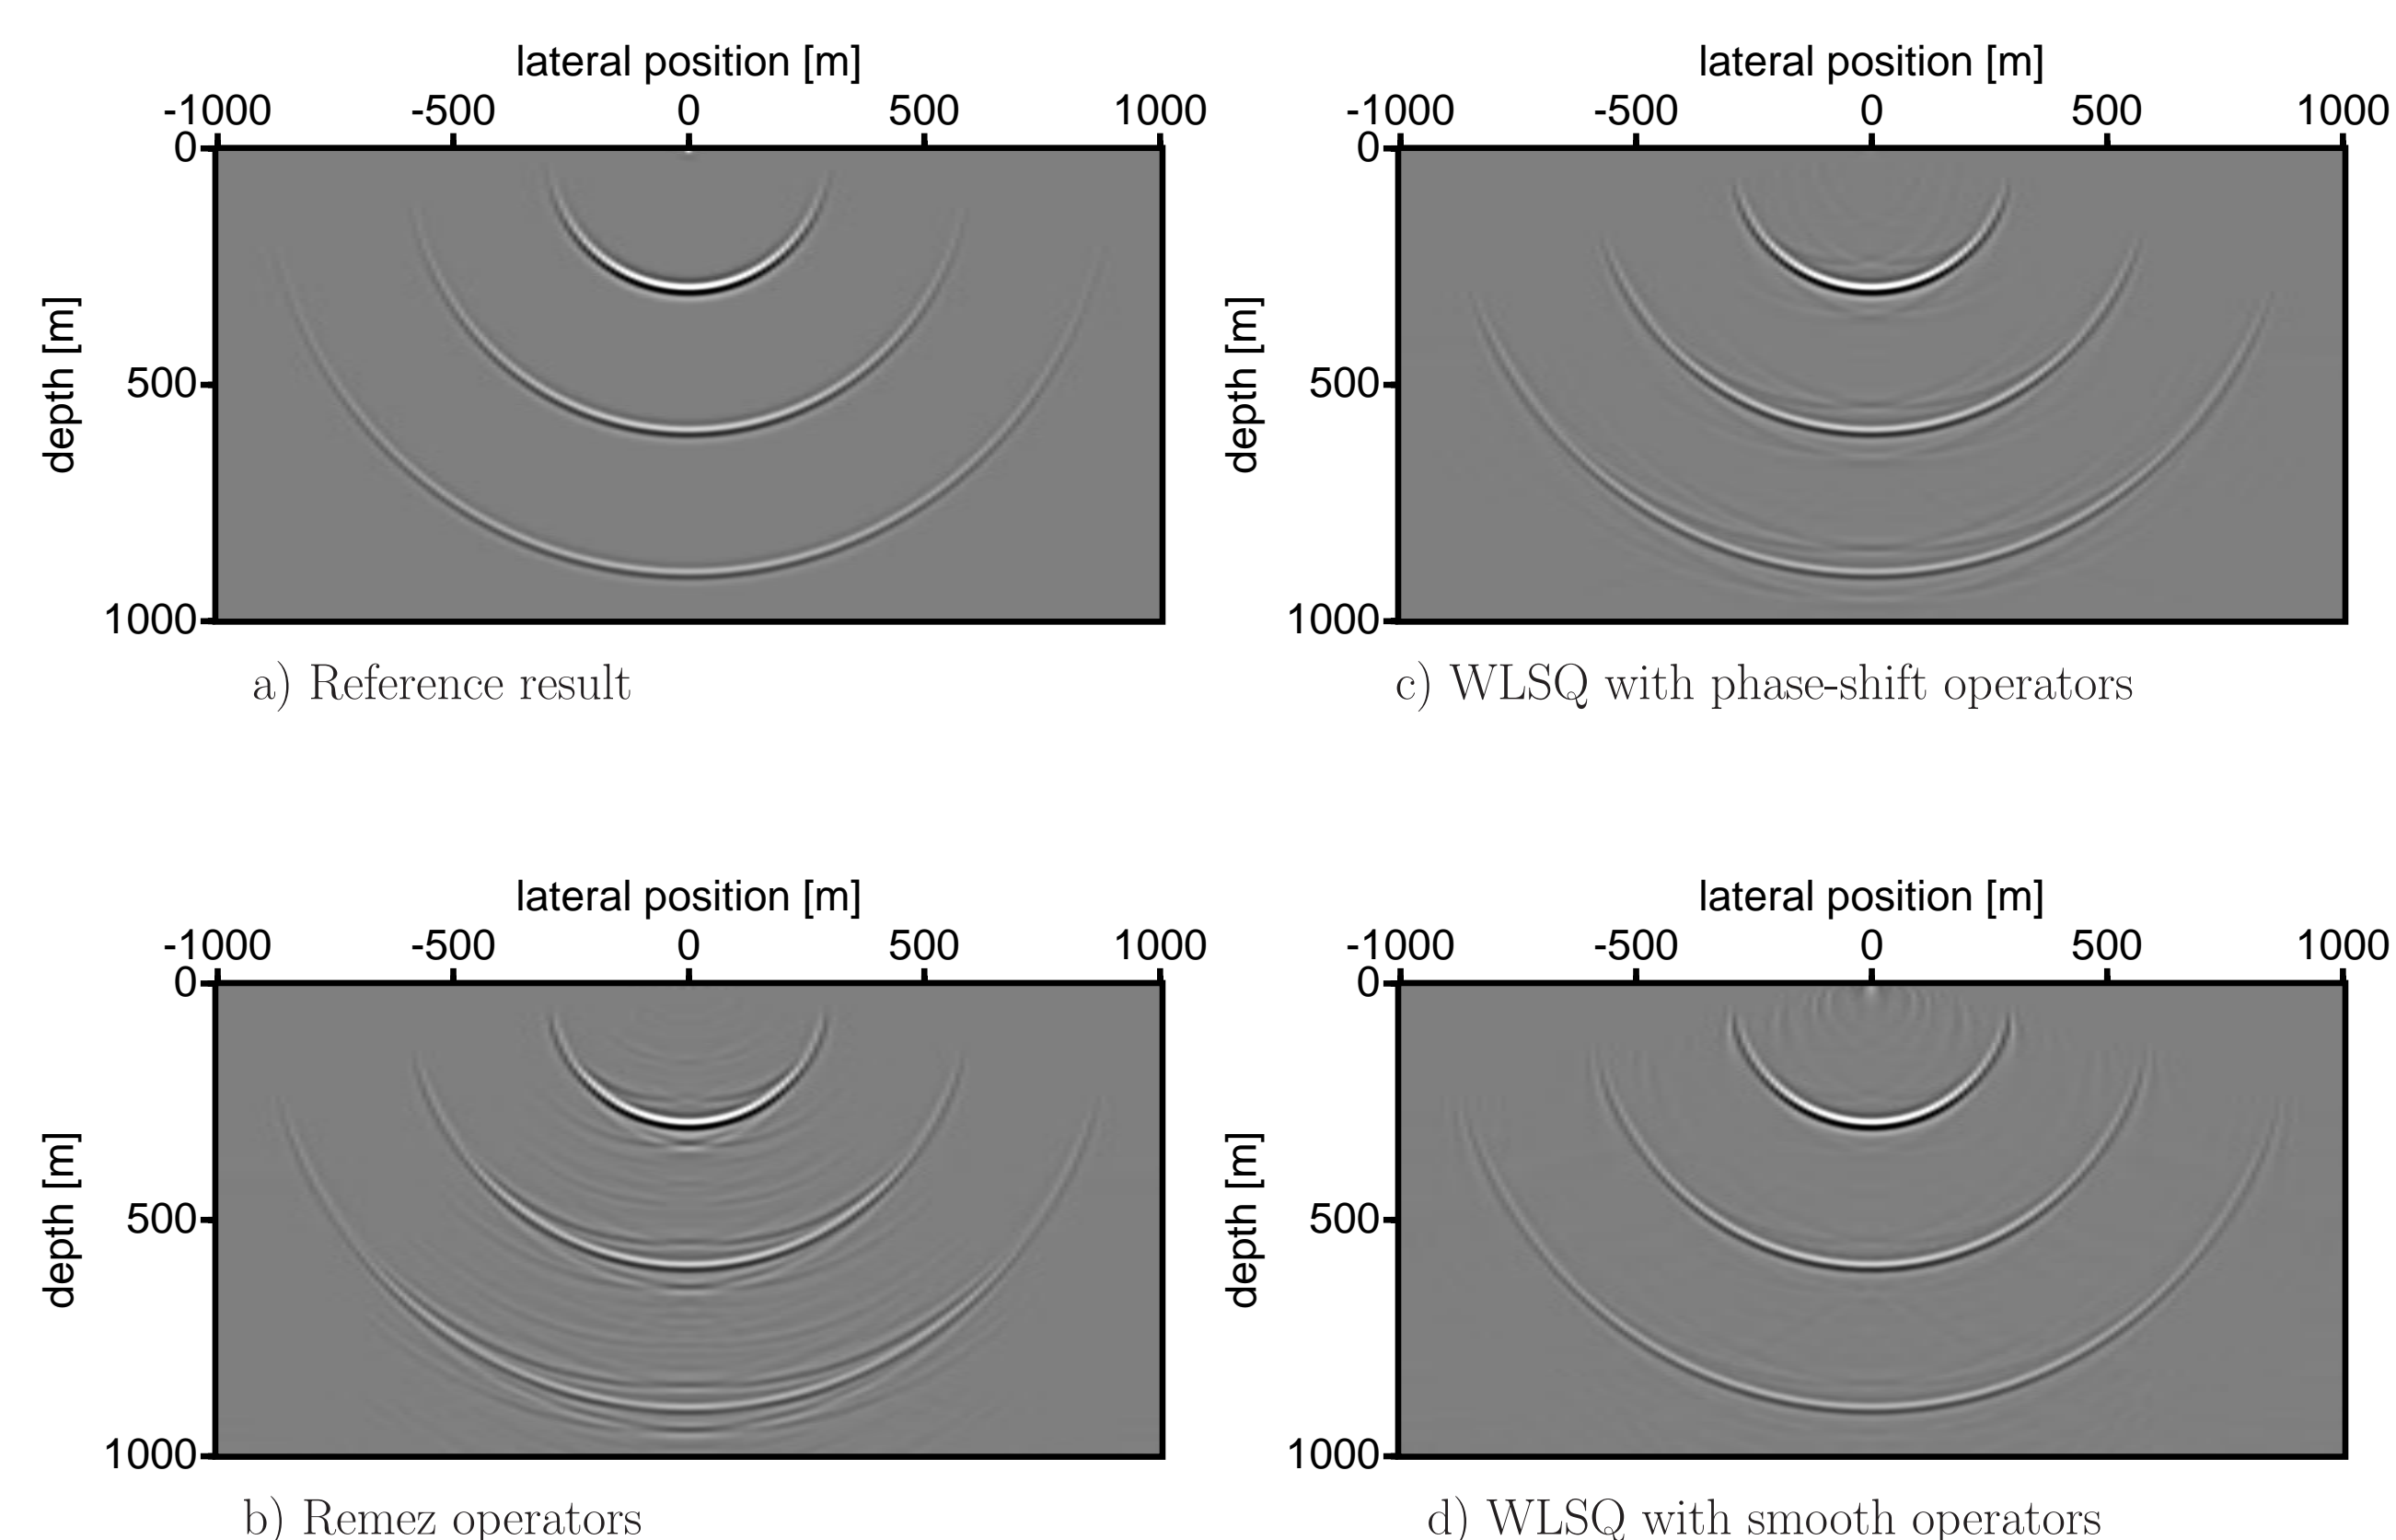 lateral position [m]
-1000 -500 0 500 1000
0
500
1000
depth [m]
a) Reference result
lateral position [m]
-1000 -500 0 500 1000
0
500
1000
depth [m]
c) WLSQ with phase-shift operators
lateral position [m]
-1000 -500 0 500 1000
0
500
1000
depth [m]
b) Remez operators
lateral position [m]
-1000 -500 0 500 1000
0
500
1000
depth [m]
d) WLSQ with smooth operators